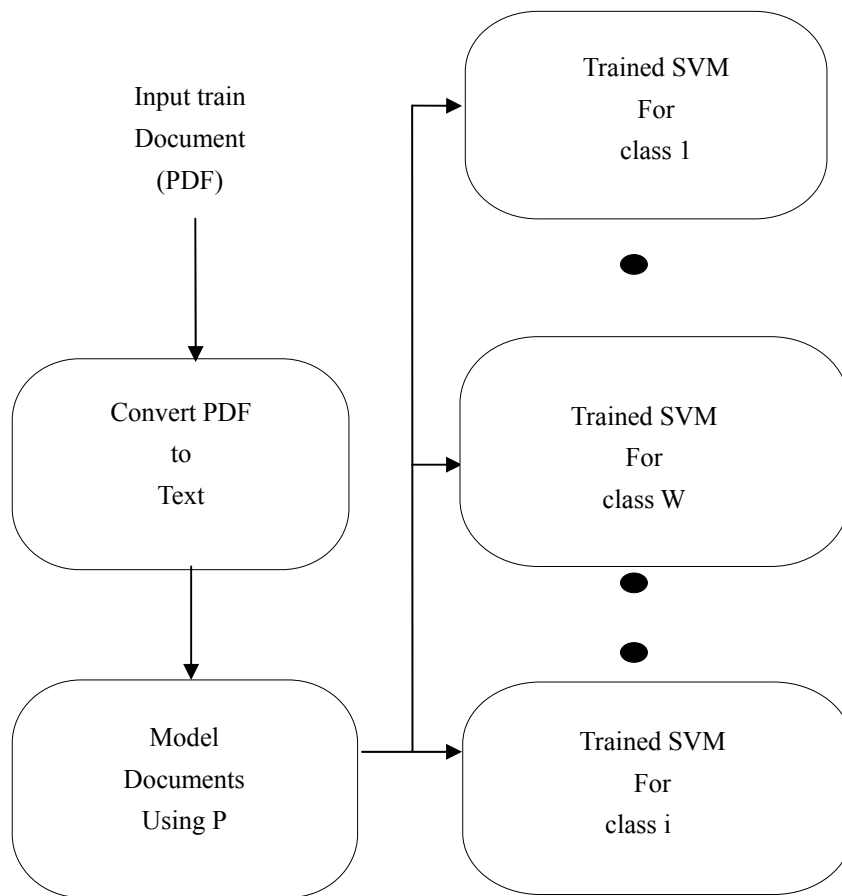 Input train
Document
(PDF)
Convert PDF
to
Text
Model
Documents
Using P
Trained SVM
For
class 1
Trained SVM
For
class W
Trained SVM
For
class i